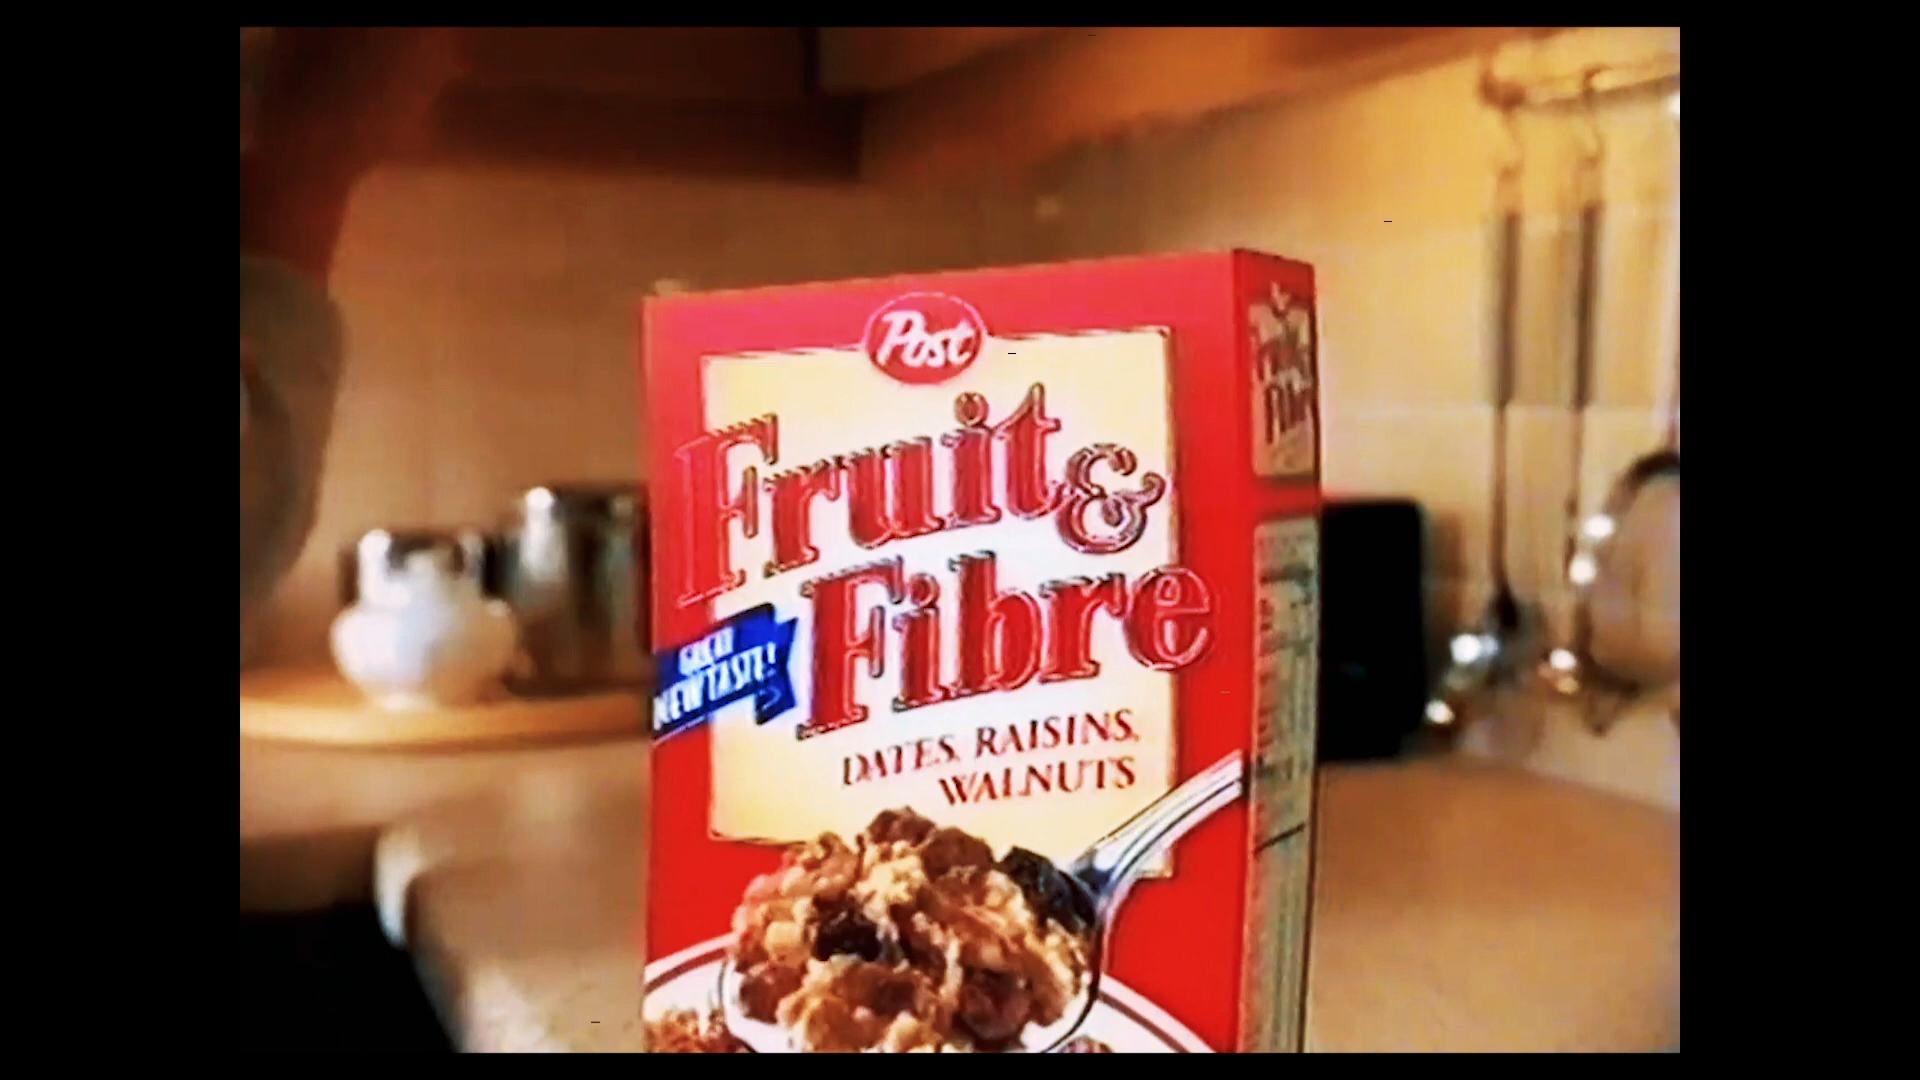 Post
Fruit &
Fibre
GREAT
NEW TASTE!
DATES, RAISINS,
WALNUTS